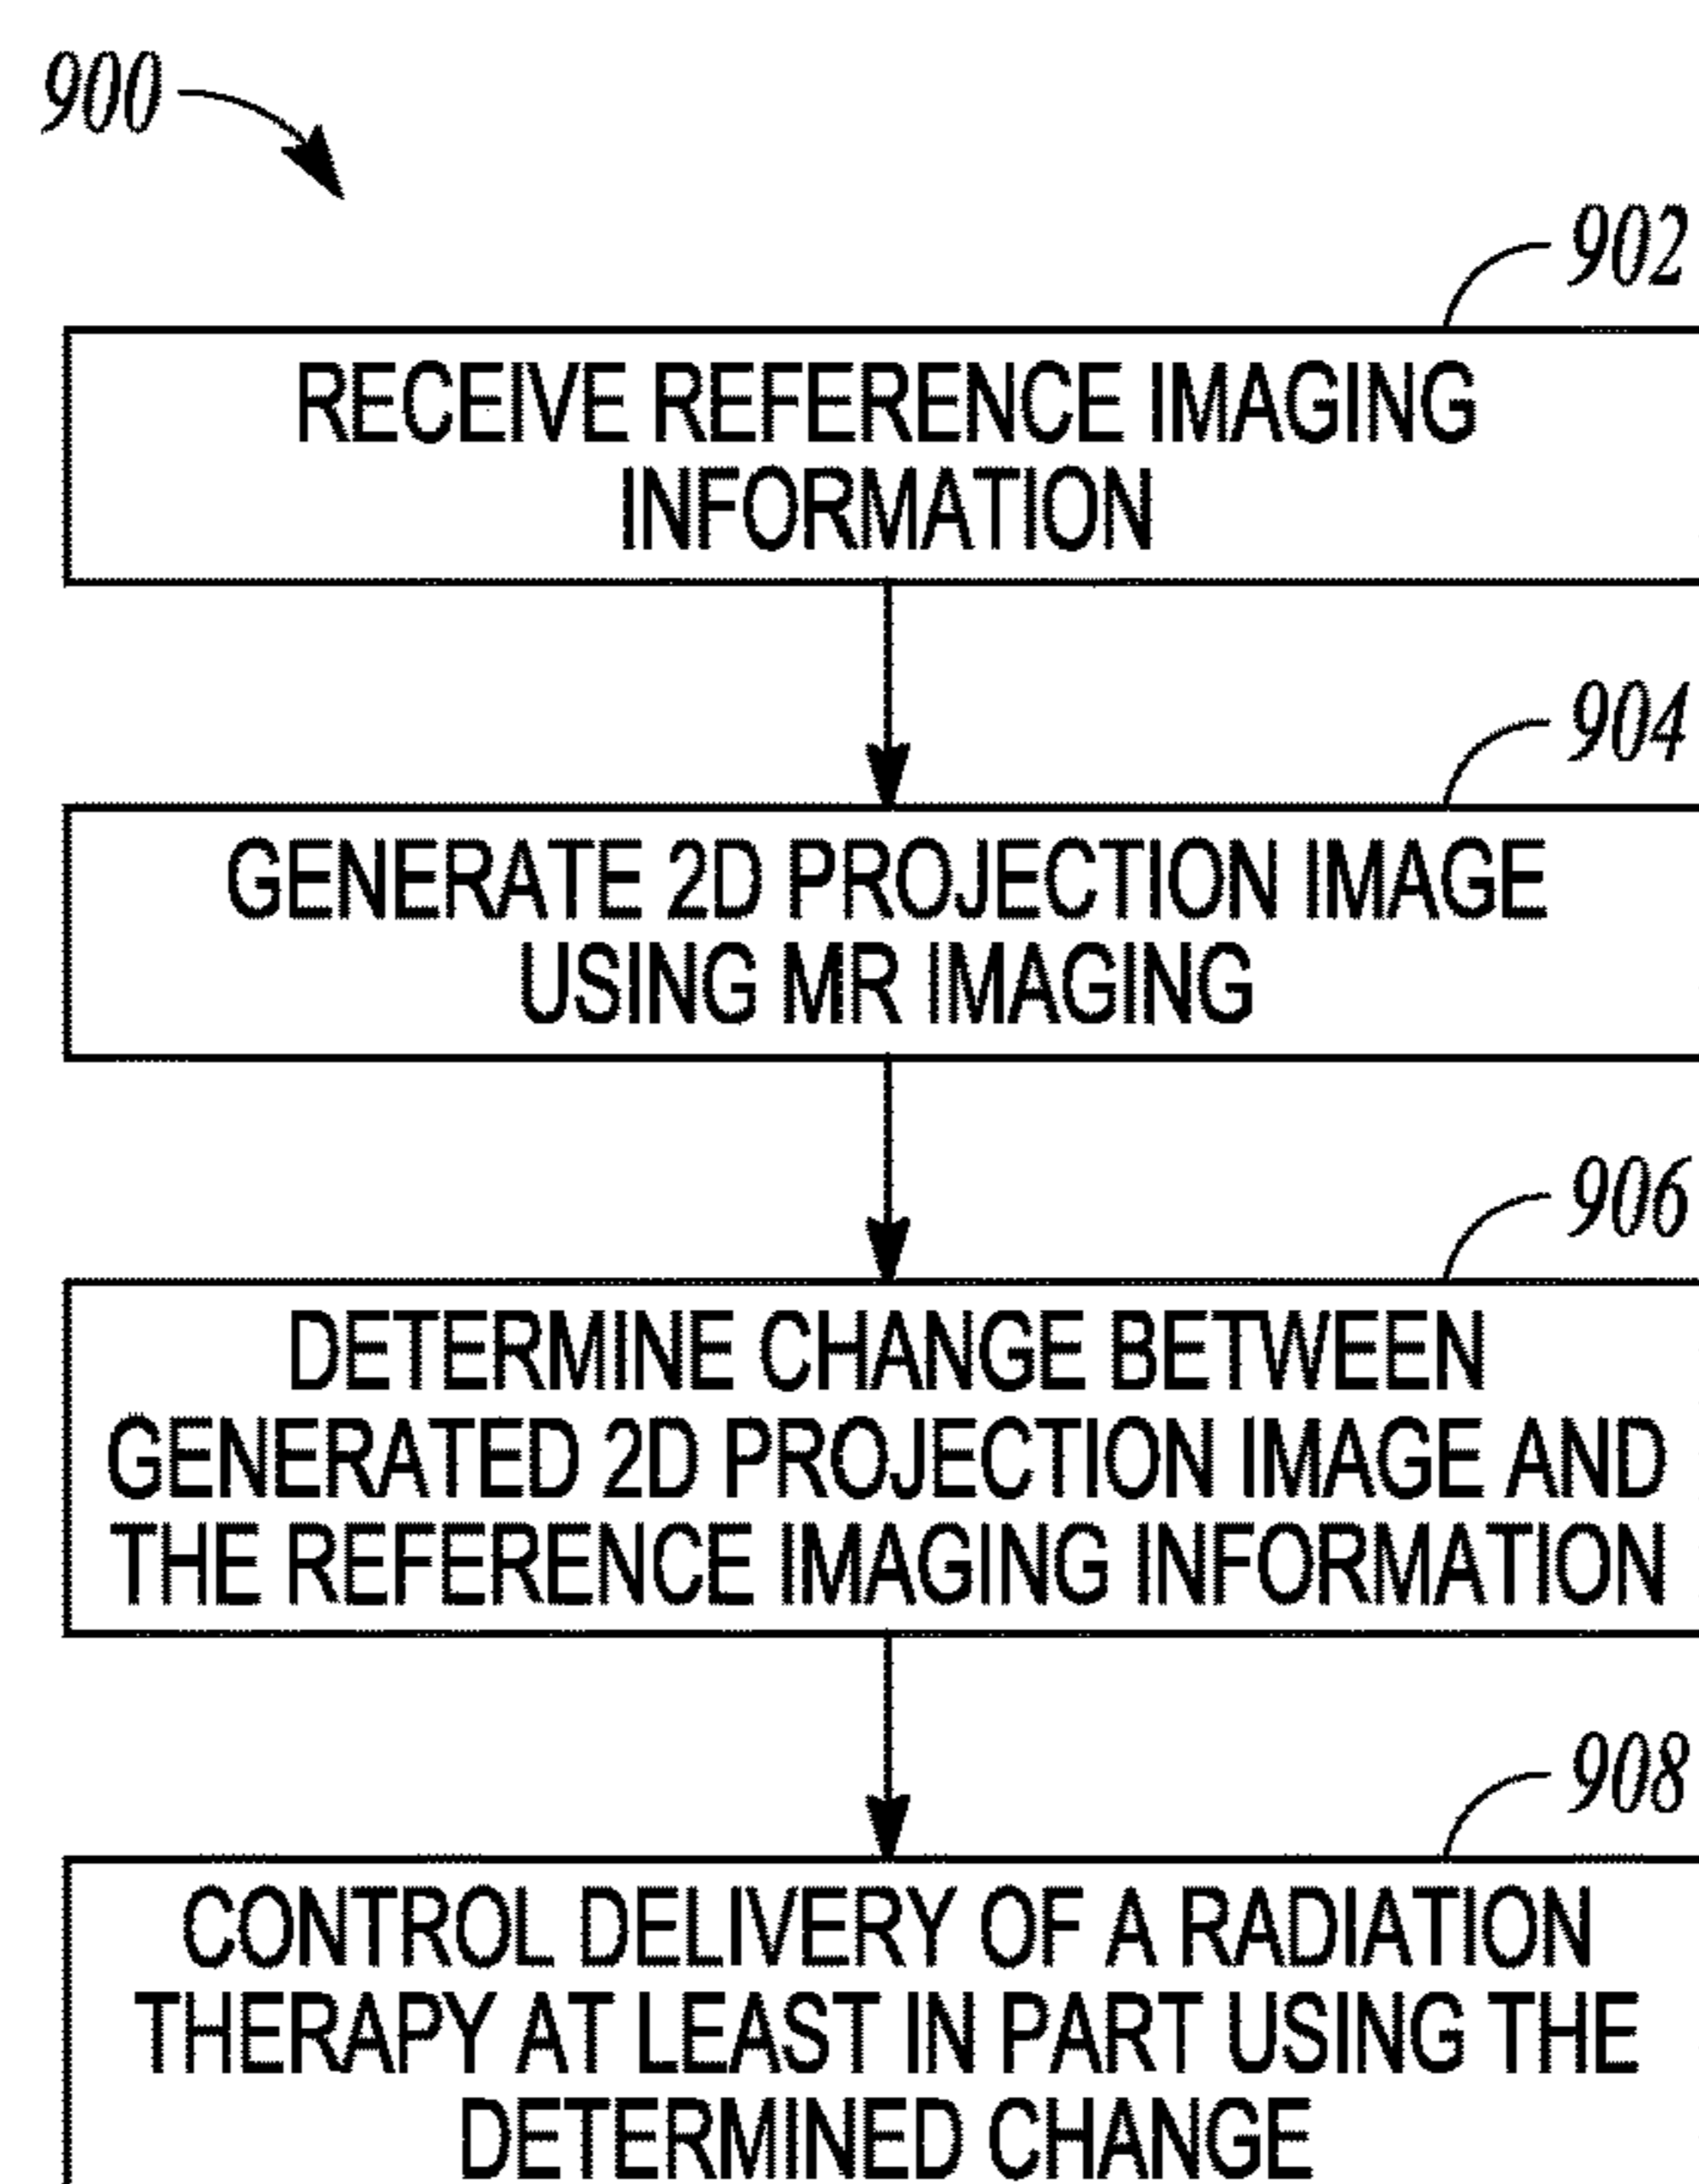 900
902
RECEIVE REFERENCE IMAGING
INFORMATION
904
GENERATE 2D PROJECTION IMAGE
USING MR IMAGING
906
DETERMINE CHANGE BETWEEN
GENERATED 2D PROJECTION IMAGE AND
THE REFERENCE IMAGING INFORMATION
908
CONTROL DELIVERY OF A RADIATION
THERAPY AT LEAST IN PART USING THE
DETERMINED CHANGE